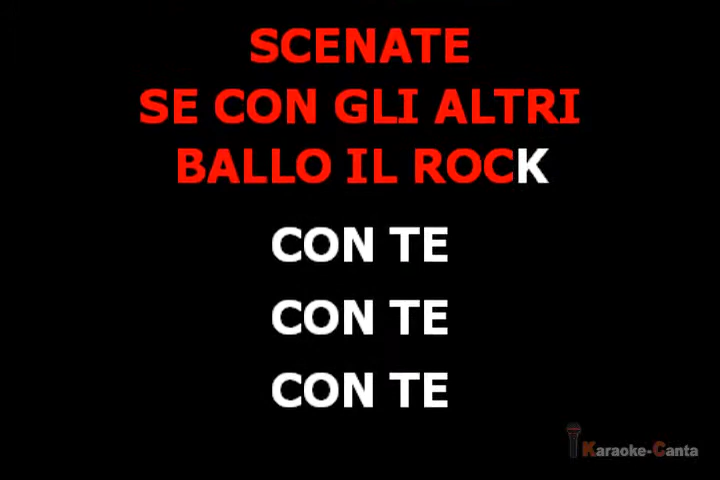 SCENATE
SE CON GLI ALTRI
BALLO IL ROCK
CON TE
CON TE
CON TE
Karaoke-Canta